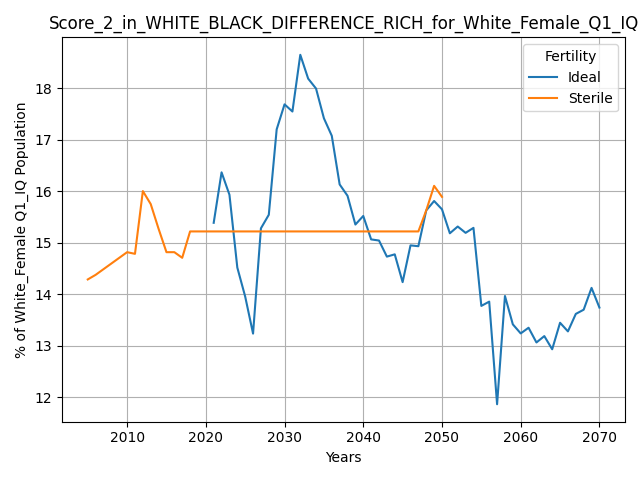 Score_2_in_WHITE_BLACK_DIFFERENCE_RICH_for_White_Female_Q1_IQ
Fertility
Ideal
Sterile
% of White_Female Q1_IQ Population
18
17
16
15
14
13
12
2010
2020
2030
2040
2050
2060
2070
Years